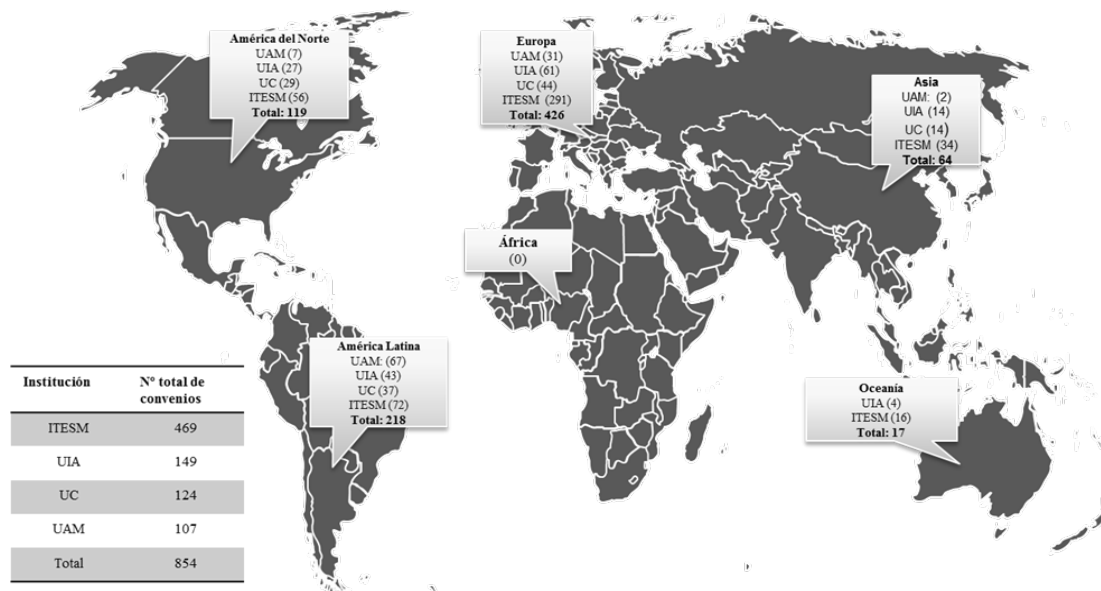 América del Norte
UAM (7)
UIA (27)
UC (29)
ITESM (56)
Total: 119
Europa
UAM (31)
UIA (61)
UC (44)
ITESM (291)
Total: 426
Asia
UAM: (2)
UIA (14)
UC (14)
ITESM (34)
Total: 64
África
(0)
América Latina
UAM: (67)
UIA (43)
UC (37)
ITESM (72)
Total: 218
Oceanía
UIA (4)
ITESM (16)
Total: 17
Institución Nº total de
convenios
ITESM 469
UIA 149
UC 124
UAM 107
Total 854